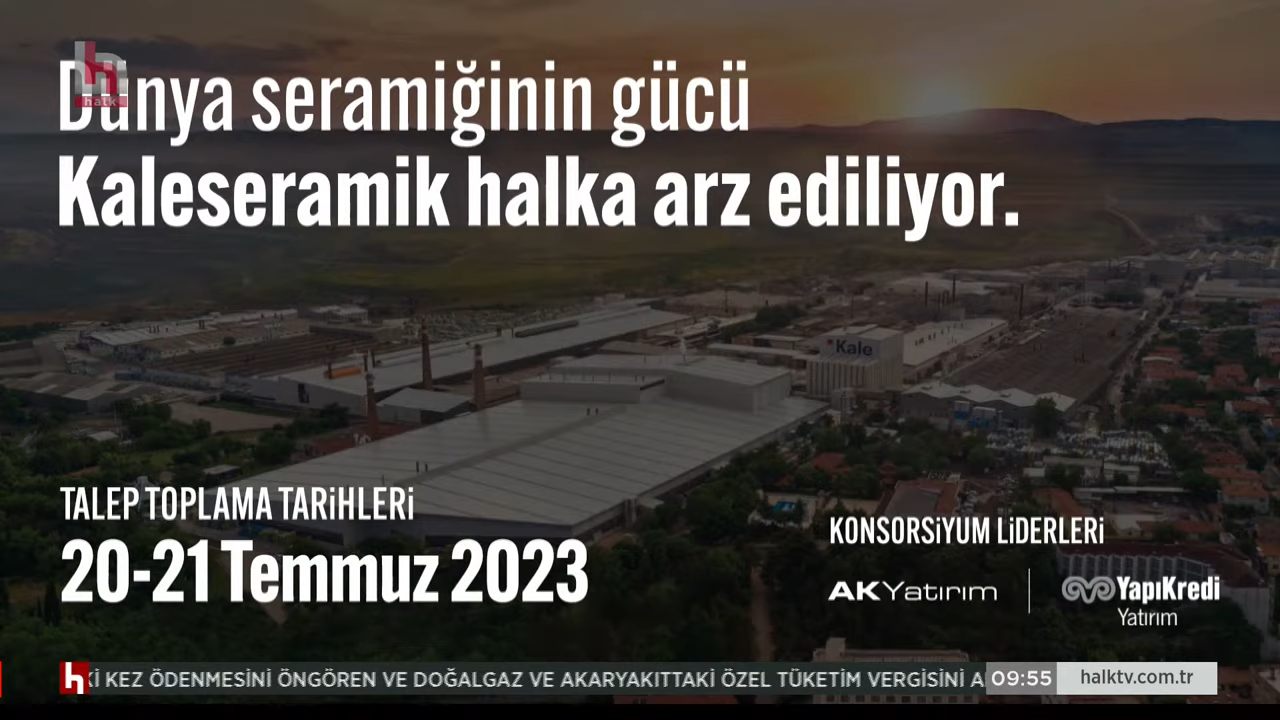 Dünya seramiğinin gücü
Kaleseramik halka arz ediliyor.
h
halktv
Kale
TALEP TOPLAMA TARİHLERİ
20-21 Temmuz 2023
KONSORSİYUM LİDERLERİ
AKYatırım
YapıKredi
Yatırım
h
Kİ KEZ ÖDENMESİNİ ÖNGÖREN VE DOĞALGAZ VE AKARYAKITTAKİ ÖZEL TÜKETİM VERGİSİNİ A
09:55
halktv.com.tr